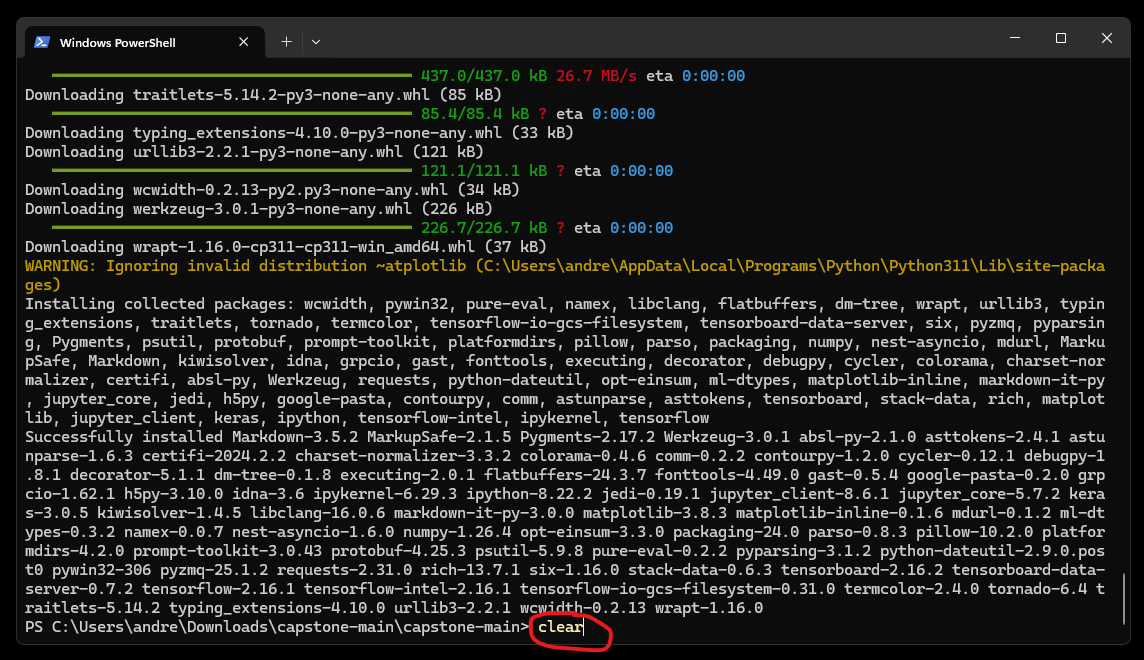 Windows PowerShell
437.0/437.0 kB 26.7 MB/s eta 0:00:00
Downloading traitlets-5.14.2-py3-none-any.whl (85 kB)
85.4/85.4 kB ? eta 0:00:00
Downloading typing_extensions-4.10.0-py3-none-any.whl (33 kB)
Downloading urllib3-2.2.1-py3-none-any.whl (121 kB)
121.1/121.1 kB ? eta 0:00:00
Downloading wcwidth-0.2.13-py2.py3-none-any.whl (34 kB)
Downloading werkzeug-3.0.1-py3-none-any.whl (226 kB)
226.7/226.7 kB ? eta 0:00:00
Downloading wrapt-1.16.0-cp311-cp311-win_amd64.whl (37 kB)
WARNING: Ignoring invalid distribution ~atplotlib (C:\Users\andre\AppData\Local\Programs\Python\Python311\Lib\site-packa
ges)
Installing collected packages: wcwidth, pywin32, pure-eval, namex, libclang, flatbuffers, dm-tree, wrapt, urllib3, typin
g_extensions, traitlets, tornado, termcolor, tensorflow-io-gcs-filesystem, tensorboard-data-server, six, pyzmq, pyparsin
g, Pygments, psutil, protobuf, prompt-toolkit, platformdirs, pillow, parso, packaging, numpy, nest-asyncio, mdurl, Marku
pSafe, Markdown, kiwisolver, idna, grpcio, gast, fonttools, executing, decorator, debugpy, cycler, colorama, charset-nor
malizer, certifi, absl-py, Werkzeug, requests, python-dateutil, opt-einsum, ml-dtypes, matplotlib-inline, markdown-it-py
, jupyter_core, jedi, h5py, google-pasta, contourpy, comm, astunparse, asttokens, tensorboard, stack-data, rich, matplot
lib, jupyter_client, keras, ipython, tensorflow-intel, ipykernel, tensorflow
Successfully installed Markdown-3.5.2 MarkupSafe-2.1.5 Pygments-2.17.2 Werkzeug-3.0.1 absl-py-2.1.0 asttokens-2.4.1 astu
nparse-1.6.3 certifi-2024.2.2 charset-normalizer-3.3.2 colorama-0.4.6 comm-0.2.2 contourpy-1.2.0 cycler-0.12.1 debugpy-1
.8.1 decorator-5.1.1 dm-tree-0.1.8 executing-2.0.1 flatbuffers-24.3.7 fonttools-4.49.0 gast-0.5.4 google-pasta-0.2.0 grp
cio-1.62.1 h5py-3.10.0 idna-3.6 ipykernel-6.29.3 ipython-8.22.2 jedi-0.19.1 jupyter_client-8.6.1 jupyter_core-5.7.2 kera
s-3.0.5 kiwisolver-1.4.5 libclang-16.0.6 markdown-it-py-3.0.0 matplotlib-3.8.3 matplotlib-inline-0.1.6 mdurl-0.1.2 ml-dt
ypes-0.3.2 namex-0.0.7 nest-asyncio-1.6.0 numpy-1.26.4 opt-einsum-3.3.0 packaging-24.0 parso-0.8.3 pillow-10.2.0 platfor
mdirs-4.2.0 prompt-toolkit-3.0.43 protobuf-4.25.3 psutil-5.9.8 pure-eval-0.2.2 pyparsing-3.1.2 python-dateutil-2.9.0.pos
t0 pywin32-306 pyzmq-25.1.2 requests-2.31.0 rich-13.7.1 six-1.16.0 stack-data-0.6.3 tensorboard-2.16.2 tensorboard-data-
server-0.7.2 tensorflow-2.16.1 tensorflow-intel-2.16.1 tensorflow-io-gcs-filesystem-0.31.0 termcolor-2.4.0 tornado-6.4 t
raitlets-5.14.2 typing_extensions-4.10.0 urllib3-2.2.1 wcwidth-0.2.13 wrapt-1.16.0
PS C:\Users\andre\Downloads\capstone-main\capstone-main> clear